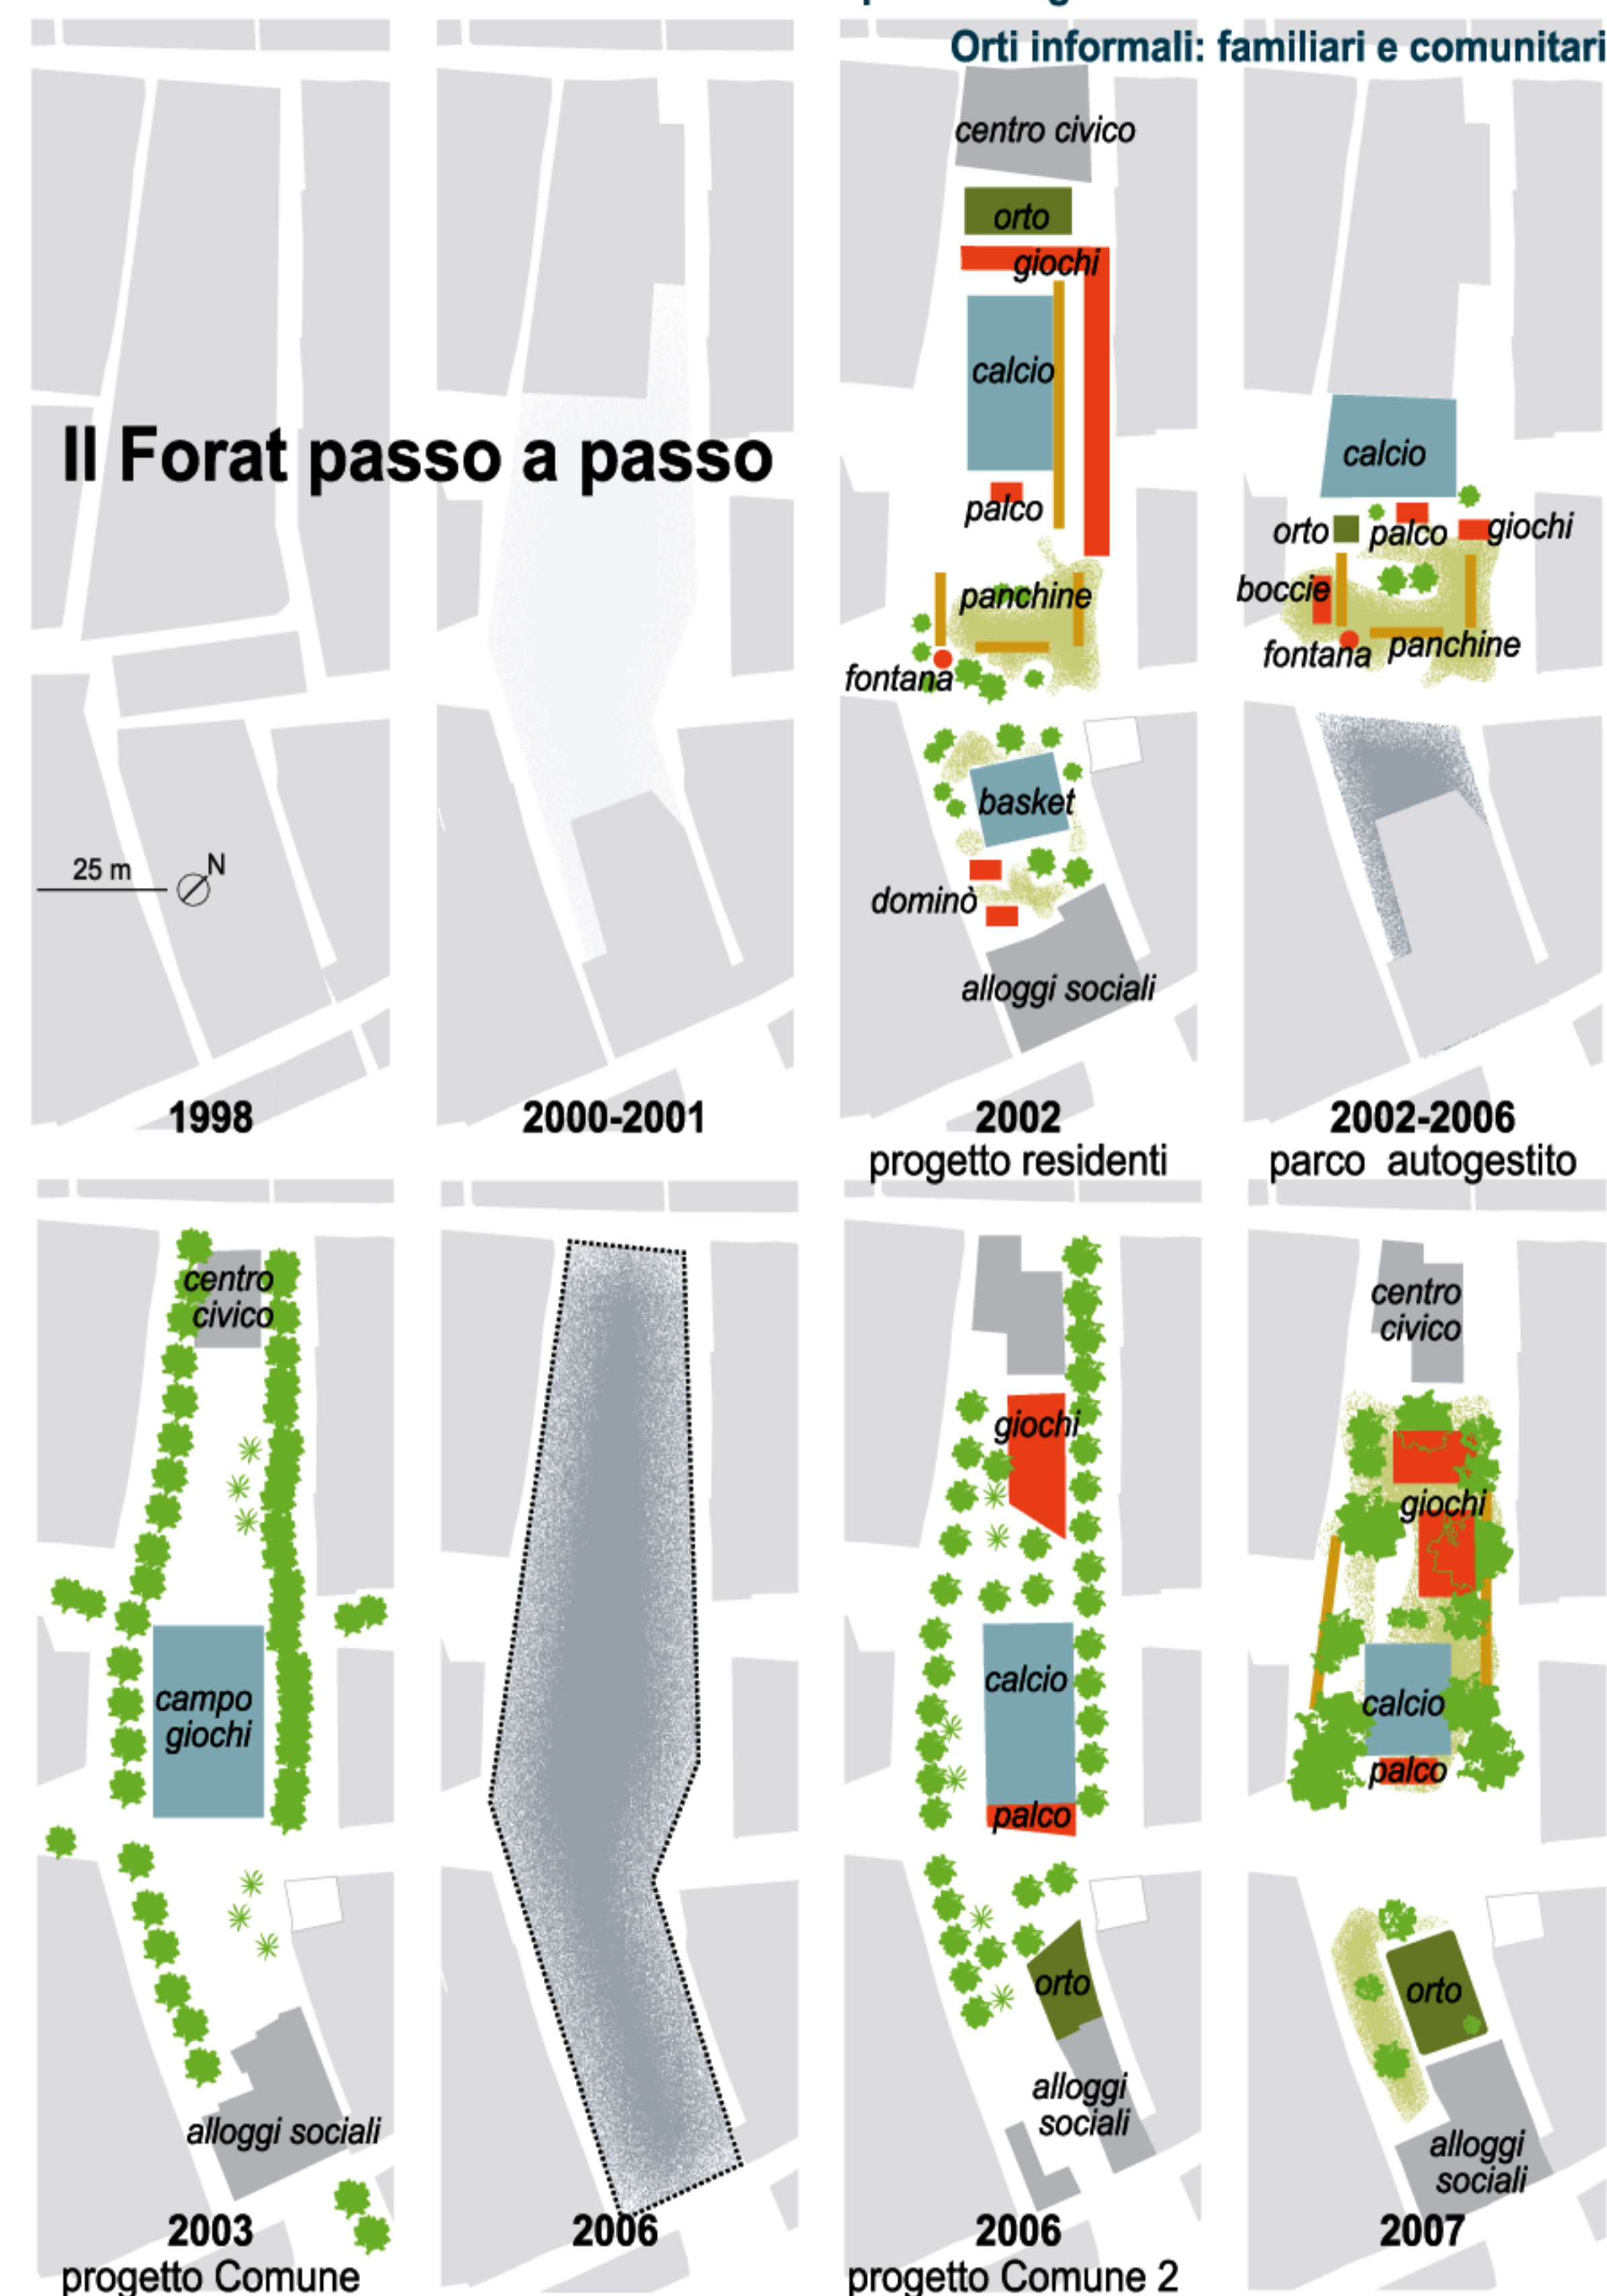 Orti informali: familiari e comunitari
Il Forat passo a passo
25 m
N
1998
2000-2001
centro civico
orto
giochi
calcio
palco
panchine
fontana
basket
dominò
alloggi sociali
2002
progetto residenti
calcio
orto
palco
giochi
boccie
fontana
panchine
2002-2006
parco autogestito
centro
civico
campo
giochi
alloggi sociali
2003
progetto Comune
2006
giochi
calcio
palco
orto
alloggi
sociali
2006
progetto Comune 2
centro
civico
giochi
calcio
palco
orto
alloggi
sociali
2007